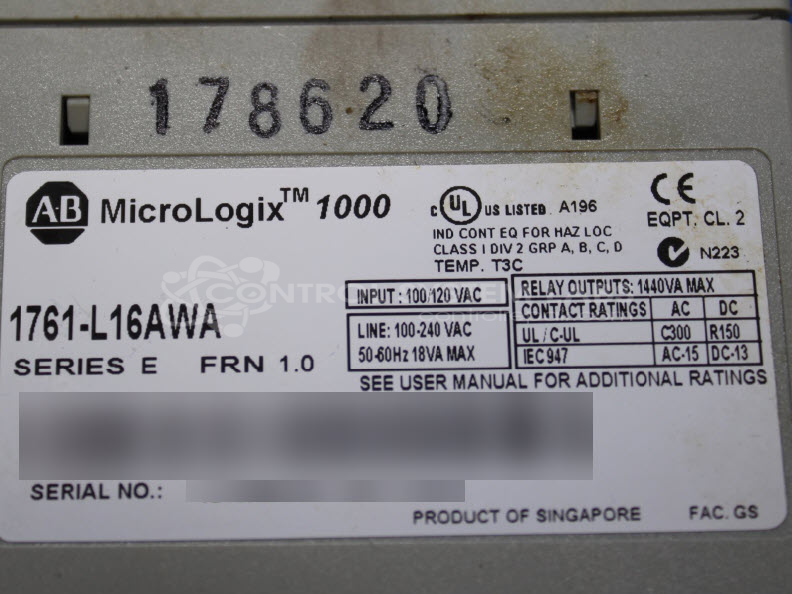 178620
AB MicroLogix™ 1000
C UL US LISTED A196
CE
EQPT. CL. 2
IND CONT EQ FOR HAZ LOC
CLASS I DIV 2 GRP A, B, C, D
TEMP. T3C
N223
1761-L16AWA
SERIES E FRN 1.0
INPUT: 100/120 VAC
LINE: 100-240 VAC
50-60Hz 18VA MAX
RELAY OUTPUTS: 1440VA MAX
CONTACT RATINGS AC DC
UL / C-UL C300 R150
IEC 947 AC-15 DC-13
SEE USER MANUAL FOR ADDITIONAL RATINGS
SERIAL NO.:
PRODUCT OF SINGAPORE FAC. GS